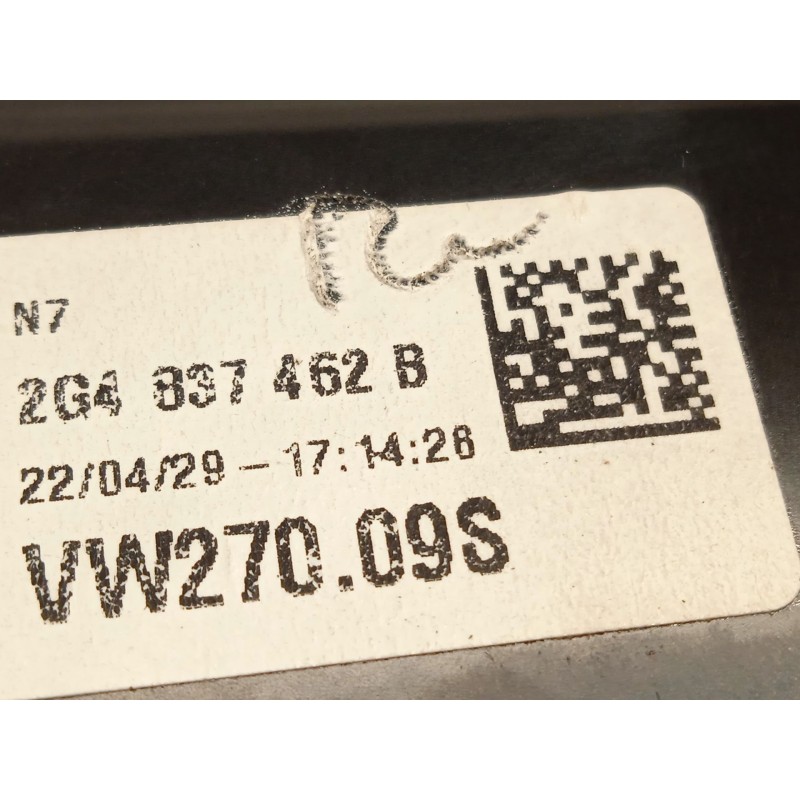 N7
2G4 837 462 B
22/04/29 - 17:14:26
VW270.09S